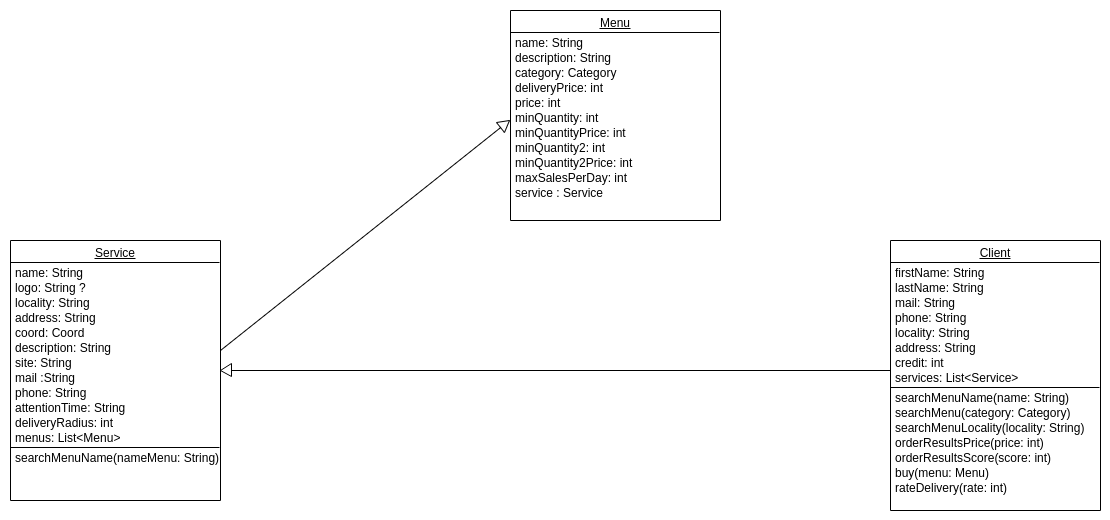 Menu
name: String
description: String
category: Category
deliveryPrice: int
price: int
minQuantity: int
minQuantityPrice: int
minQuantity2: int
minQuantity2Price: int
maxSalesPerDay: int
service : Service
Service
name: String
logo: String ?
locality: String
address: String
coord: Coord
description: String
site: String
mail :String
phone: String
attentionTime: String
deliveryRadius: int
menus: List<Menu>
searchMenuName(nameMenu: String)
Client
firstName: String
lastName: String
mail: String
phone: String
locality: String
address: String
credit: int
services: List<Service>
searchMenuName(name: String)
searchMenu(category: Category)
searchMenuLocality(locality: String)
orderResultsPrice(price: int)
orderResultsScore(score: int)
buy(menu: Menu)
rateDelivery(rate: int)